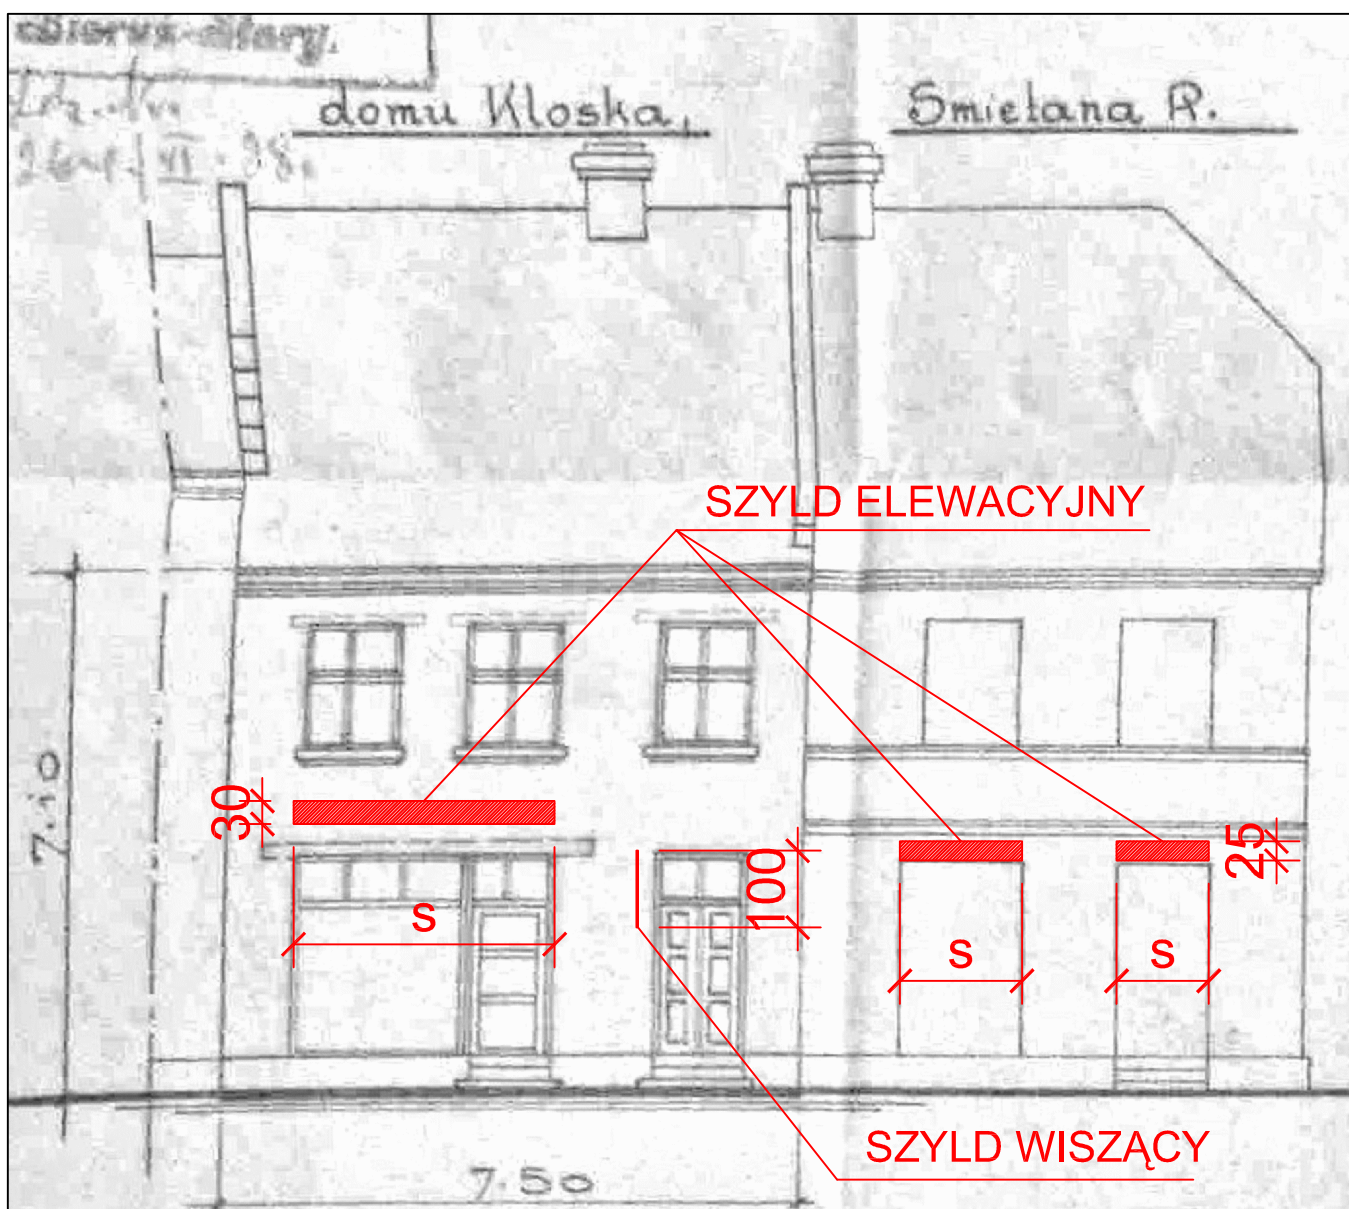 domu Kloska,
Śmietana R.
SZYLD ELEWACYJNY
7.10
30
s
100
25
s
s
SZYLD WISZĄCY
7.50